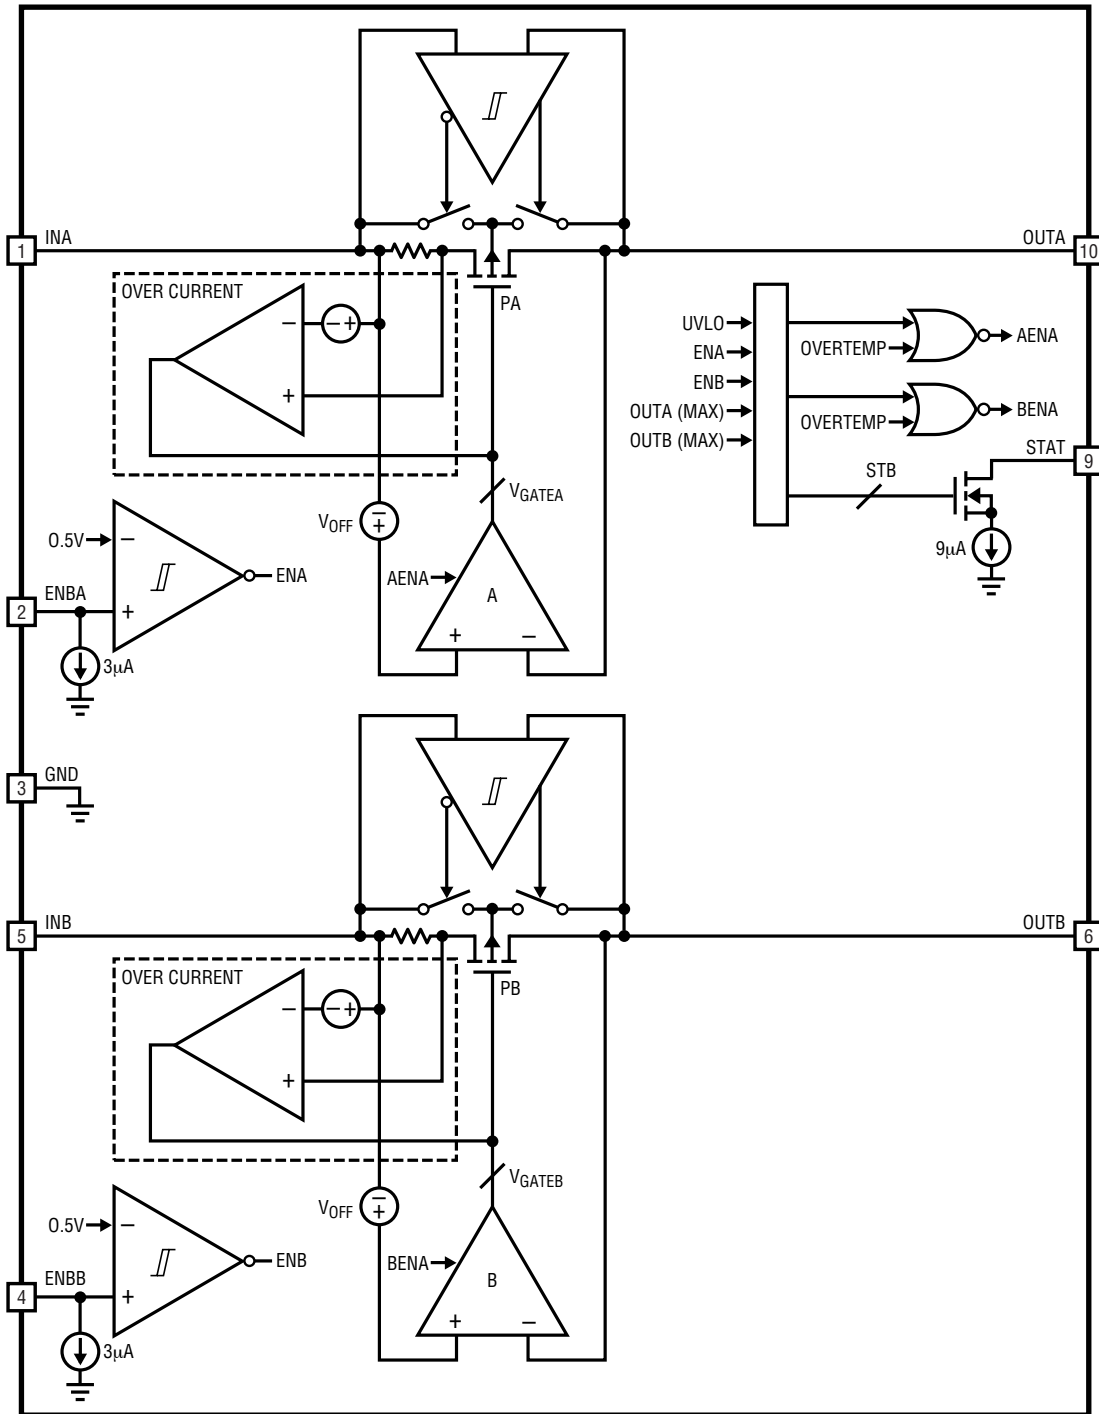 INA
1
OUTA
10
OVER CURRENT
−
− +
+
PA
UVLO
ENA
ENB
OUTA (MAX)
OUTB (MAX)
OVERTEMP
AENA
OVERTEMP
BENA
STAT
9
STB
9µA
VGATEA
VOFF
−
+
0.5V
−
ENA
ENBA
2
+
3µA
AENA
A
+ −
GND
3
INB
5
OUTB
6
OVER CURRENT
−
− +
+
PB
VGATEB
VOFF
−
+
0.5V
−
ENB
ENBB
4
+
3µA
BENA
B
+ −